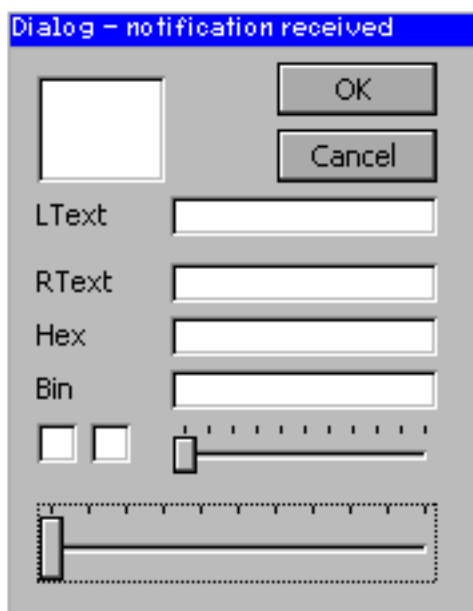 Dialog – notification received
OK
Cancel
LText
RText
Hex
Bin